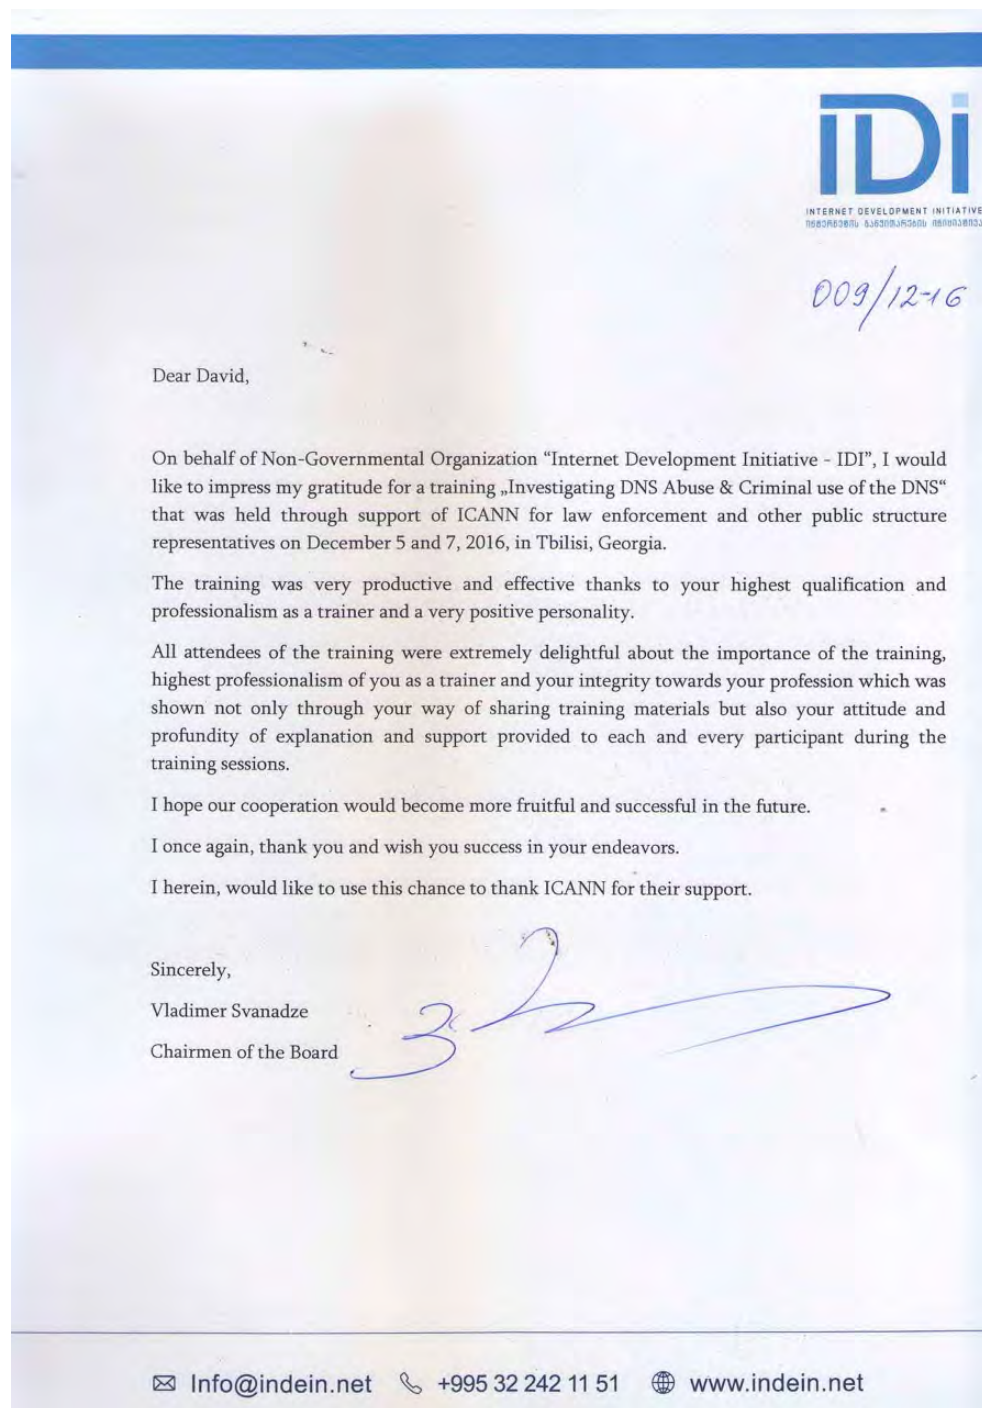 iDi
INTERNET DEVELOPMENT INITIATIVE
ინტერნეტის განვითარების ინიციატივა
009/12-16
Dear David,
On behalf of Non-Governmental Organization “Internet Development Initiative - IDI”, I would
like to impress my gratitude for a training „Investigating DNS Abuse & Criminal use of the DNS“
that was held through support of ICANN for law enforcement and other public structure
representatives on December 5 and 7, 2016, in Tbilisi, Georgia.
The training was very productive and effective thanks to your highest qualification and
professionalism as a trainer and a very positive personality.
All attendees of the training were extremely delightful about the importance of the training,
highest professionalism of you as a trainer and your integrity towards your profession which was
shown not only through your way of sharing training materials but also your attitude and
profundity of explanation and support provided to each and every participant during the
training sessions.
I hope our cooperation would become more fruitful and successful in the future.
I once again, thank you and wish you success in your endeavors.
I herein, would like to use this chance to thank ICANN for their support.
Sincerely,
Vladimer Svanadze
Chairmen of the Board
Info@indein.net +995 32 242 11 51 www.indein.net